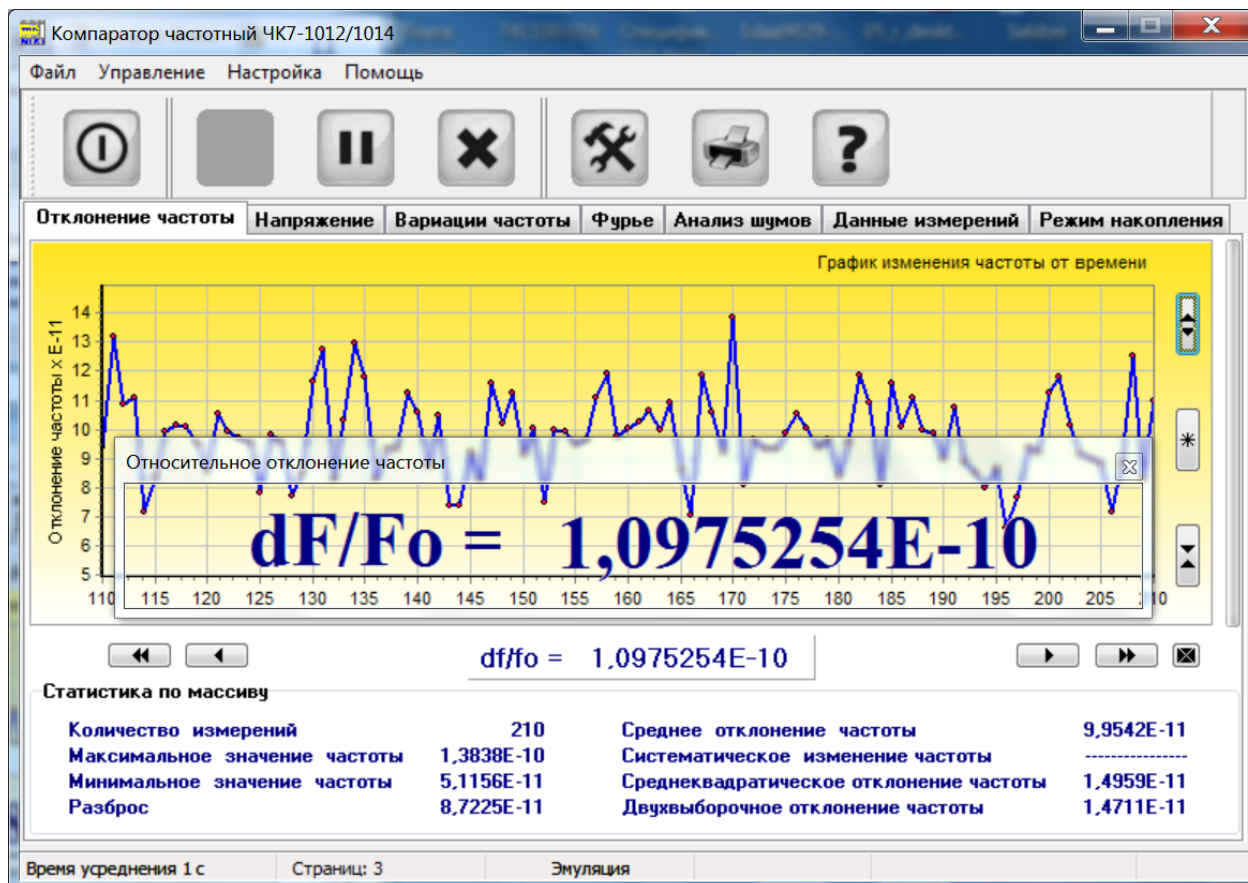 Компаратор частотный ЧК7-1012/1014
Файл Управление Настройка Помощь
Отклонение частоты Напряжение Вариации частоты Фурье Анализ шумов Данные измерений Режим накопления
График изменения частоты от времени
Отклонение частоты x E-11
14
13
12
11
10
9
8
7
6
5
Относительное отклонение частоты
dF/Fo = 1,0975254E-10
110 115 120 125 130 135 140 145 150 155 160 165 170 175 180 185 190 195 200 205
df/fo = 1,0975254E-10
Статистика по массиву
Количество измерений 210 Среднее отклонение частоты 9,9542E-11
Максимальное значение частоты 1,3838E-10 Систематическое изменение частоты ---------------
Минимальное значение частоты 5,1156E-11 Среднеквадратическое отклонение частоты 1,4959E-11
Разброс 8,7225E-11 Двухвыборочное отклонение частоты 1,4711E-11
Время усреднения 1 с Страниц: 3 Эмуляция